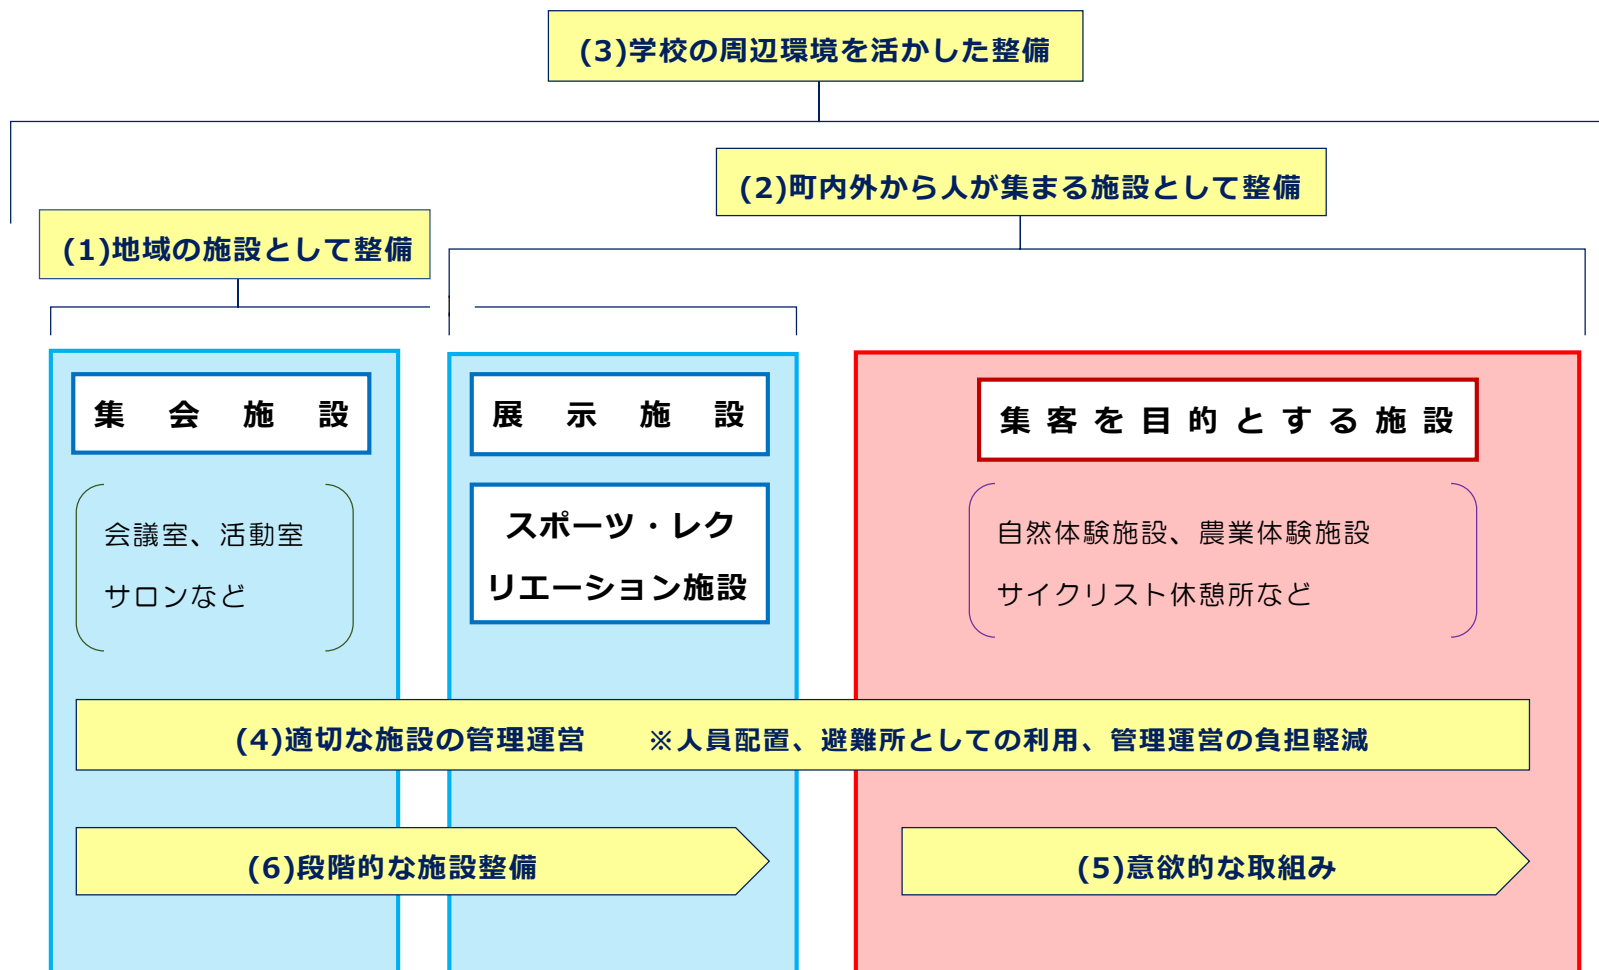 (3)学校の周辺環境を活かした整備
(2)町内外から人が集まる施設として整備
(1)地域の施設として整備
集会施設
会議室、活動室
サロンなど
展示施設
スポーツ・レク
リエーション施設
集客を目的とする施設
自然体験施設、農業体験施設
サイクリスト休憩所など
(4)適切な施設の管理運営 ※人員配置、避難所としての利用、管理運営の負担軽減
(6)段階的な施設整備
(5)意欲的な取組み